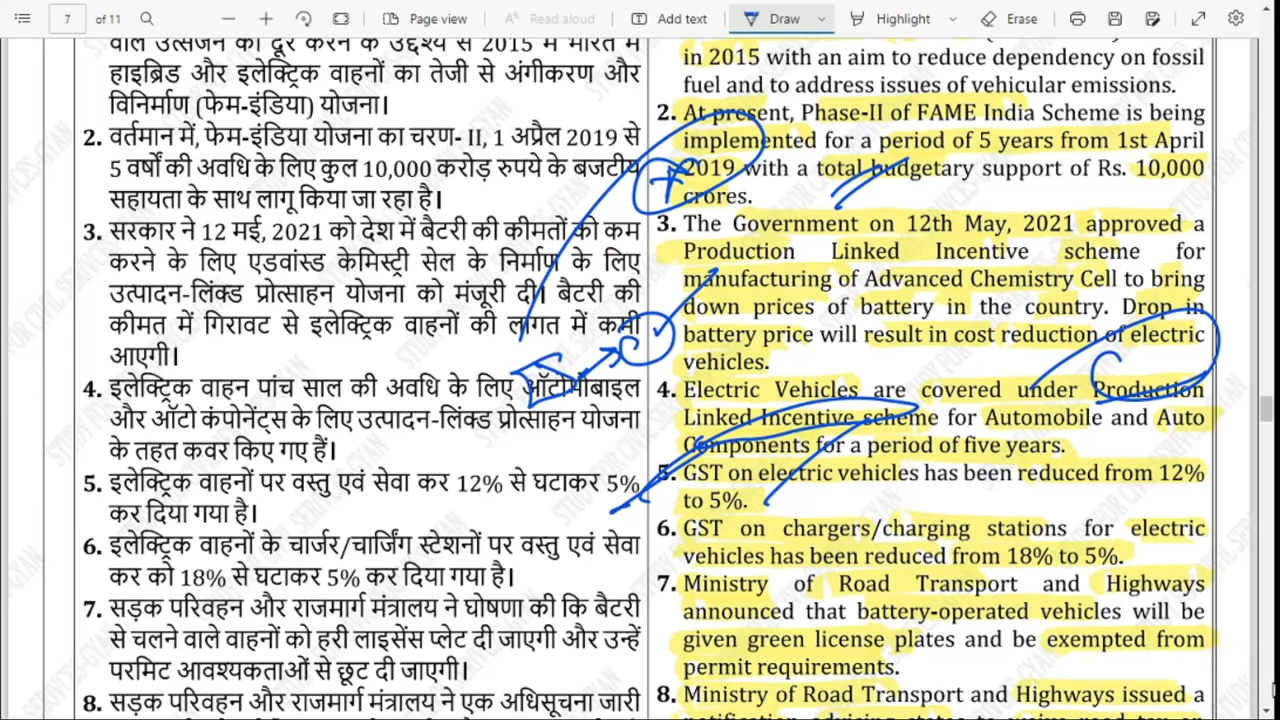 7 of 11 Page view Read aloud Add text Draw Highlight Erase
वाले उत्सर्जन को दूर करने के उद्देश्य से 2015 में भारत में
हाइब्रिड और इलेक्ट्रिक वाहनों का तेजी से अंगीकरण और
विनिर्माण (फेम-इंडिया) योजना।
2. वर्तमान में, फेम-इंडिया योजना का चरण- II, 1 अप्रैल 2019 से
5 वर्षों की अवधि के लिए कुल 10,000 करोड़ रुपये के बजटीय
सहायता के साथ लागू किया जा रहा है।
3. सरकार ने 12 मई, 2021 को देश में बैटरी की कीमतों को कम
करने के लिए एडवांस्ड केमिस्ट्री सेल के निर्माण के लिए
उत्पादन-लिंक्ड प्रोत्साहन योजना को मंजूरी दी। बैटरी की
कीमत में गिरावट से इलेक्ट्रिक वाहनों की लागत में कमी
आएगी।
4. इलेक्ट्रिक वाहन पांच साल की अवधि के लिए ऑटोमोबाइल
और ऑटो कंपोनेंट्स के लिए उत्पादन-लिंक्ड प्रोत्साहन योजना
के तहत कवर किए गए हैं।
5. इलेक्ट्रिक वाहनों पर वस्तु एवं सेवा कर 12% से घटाकर 5%
कर दिया गया है।
6. इलेक्ट्रिक वाहनों के चार्जर/चार्जिंग स्टेशनों पर वस्तु एवं सेवा
कर को 18% से घटाकर 5% कर दिया गया है।
7. सड़क परिवहन और राजमार्ग मंत्रालय ने घोषणा की कि बैटरी
से चलने वाले वाहनों को हरी लाइसेंस प्लेट दी जाएगी और उन्हें
परमिट आवश्यकताओं से छूट दी जाएगी।
8. सड़क परिवहन और राजमार्ग मंत्रालय ने एक अधिसूचना जारी
in 2015 with an aim to reduce dependency on fossil
fuel and to address issues of vehicular emissions.
2. At present, Phase-II of FAME India Scheme is being
implemented for a period of 5 years from 1st April
2019 with a total budgetary support of Rs. 10,000
crores.
3. The Government on 12th May, 2021 approved a
Production Linked Incentive scheme for
manufacturing of Advanced Chemistry Cell to bring
down prices of battery in the country. Drop in
battery price will result in cost reduction of electric
vehicles.
4. Electric Vehicles are covered under Production
Linked Incentive scheme for Automobile and Auto
Components for a period of five years.
5. GST on electric vehicles has been reduced from 12%
to 5%.
6. GST on chargers/charging stations for electric
vehicles has been reduced from 18% to 5%.
7. Ministry of Road Transport and Highways
announced that battery-operated vehicles will be
given green license plates and be exempted from
permit requirements.
8. Ministry of Road Transport and Highways issued a
notification advising states to waive road tax on